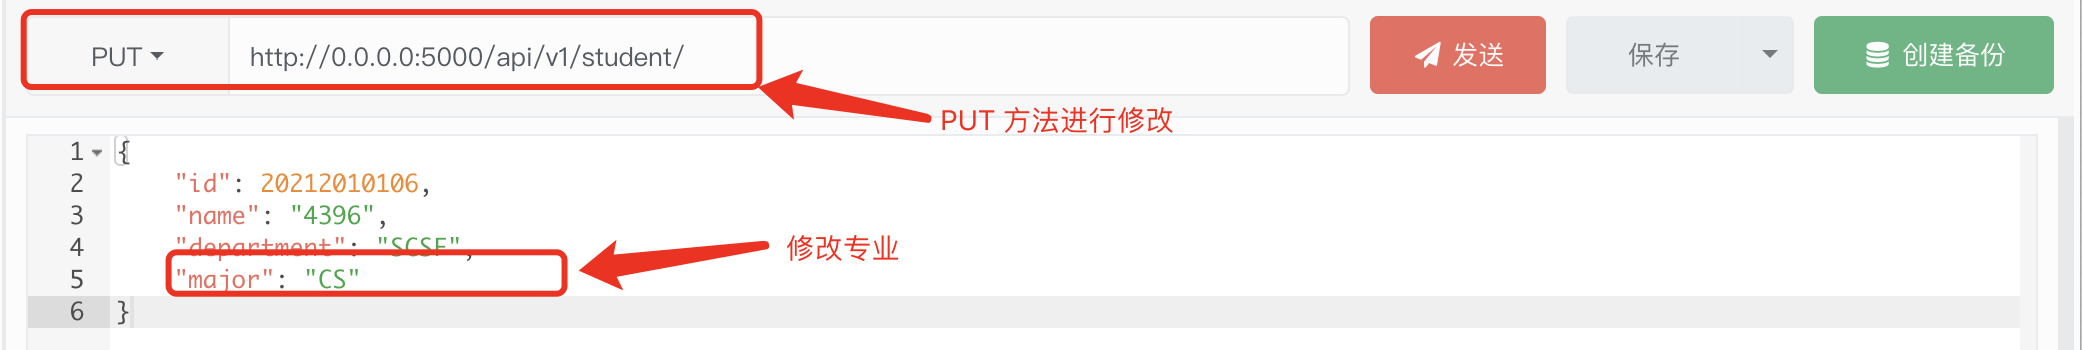 PUT http://0.0.0.0:5000/api/v1/student/ 发送 保存 创建备份
PUT 方法进行修改
1 {
2 "id": 20212010106,
3 "name": "4396",
4 "department": "SCSE",
修改专业
5 "major": "CS"
6 }